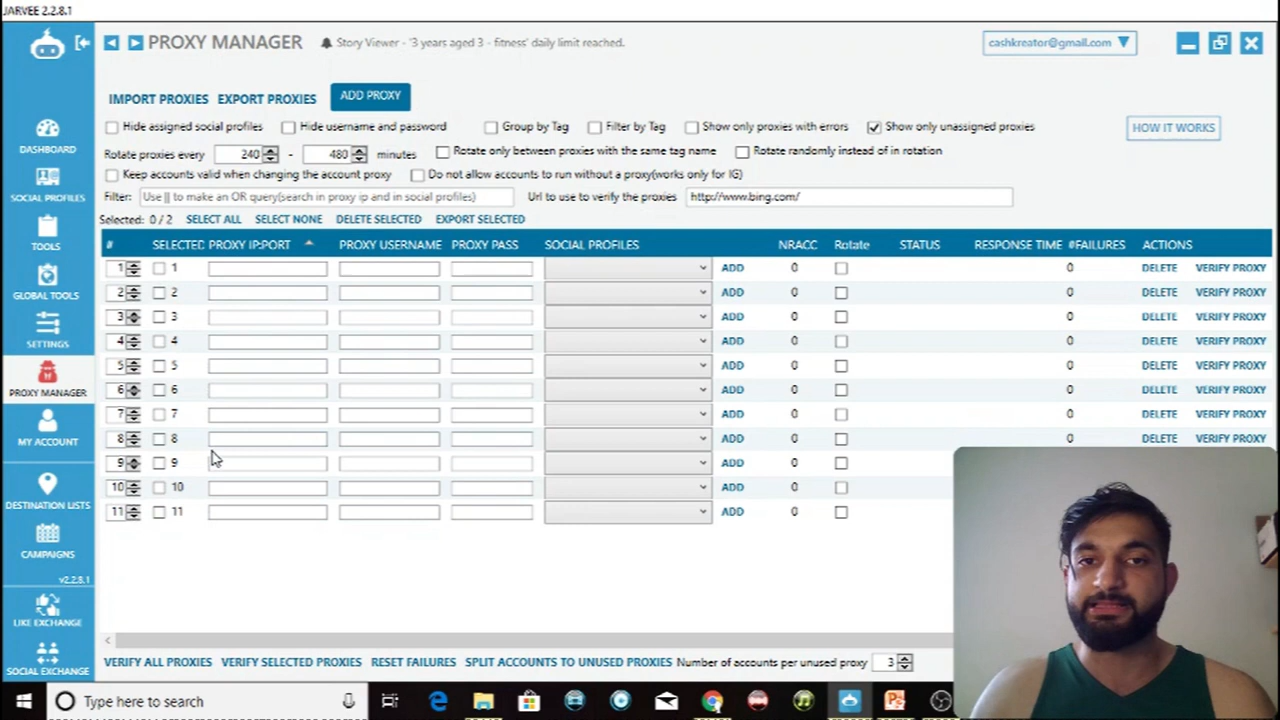 JARVEE 2.2.8.1
PROXY MANAGER
Story Viewer - '3 years aged 3 - fitness' daily limit reached.
cashkreator@gmail.com
IMPORT PROXIES EXPORT PROXIES ADD PROXY
Hide assigned social profiles Hide username and password Group by Tag Filter by Tag Show only proxies with errors Show only unassigned proxies
HOW IT WORKS
Rotate proxies every 240 - 480 minutes Rotate only between proxies with the same tag name Rotate randomly instead of in rotation
Keep accounts valid when changing the account proxy Do not allow accounts to run without a proxy(works only for IG)
Filter: Use || to make an OR query(search in proxy ip and in social profiles) Url to use to verify the proxies http://www.bing.com/
Selected: 0 / 2 SELECT ALL SELECT NONE DELETE SELECTED EXPORT SELECTED
# SELECTED PROXY IP:PORT PROXY USERNAME PROXY PASS SOCIAL PROFILES NRACC Rotate STATUS RESPONSE TIME #FAILURES ACTIONS
1 1 ADD 0 0 DELETE VERIFY PROXY
2 2 ADD 0 0 DELETE VERIFY PROXY
3 3 ADD 0 0 DELETE VERIFY PROXY
4 4 ADD 0 0 DELETE VERIFY PROXY
5 5 ADD 0 0 DELETE VERIFY PROXY
6 6 ADD 0 0 DELETE VERIFY PROXY
7 7 ADD 0 0 DELETE VERIFY PROXY
8 8 ADD 0 0 DELETE VERIFY PROXY
9 9 ADD 0
10 10 ADD 0
11 11 ADD 0
VERIFY ALL PROXIES VERIFY SELECTED PROXIES RESET FAILURES SPLIT ACCOUNTS TO UNUSED PROXIES Number of accounts per unused proxy 3
DASHBOARD
SOCIAL PROFILES
TOOLS
GLOBAL TOOLS
SETTINGS
PROXY MANAGER
MY ACCOUNT
DESTINATION LISTS
CAMPAIGNS
v2.2.8.1
LIKE EXCHANGE
SOCIAL EXCHANGE
Type here to search